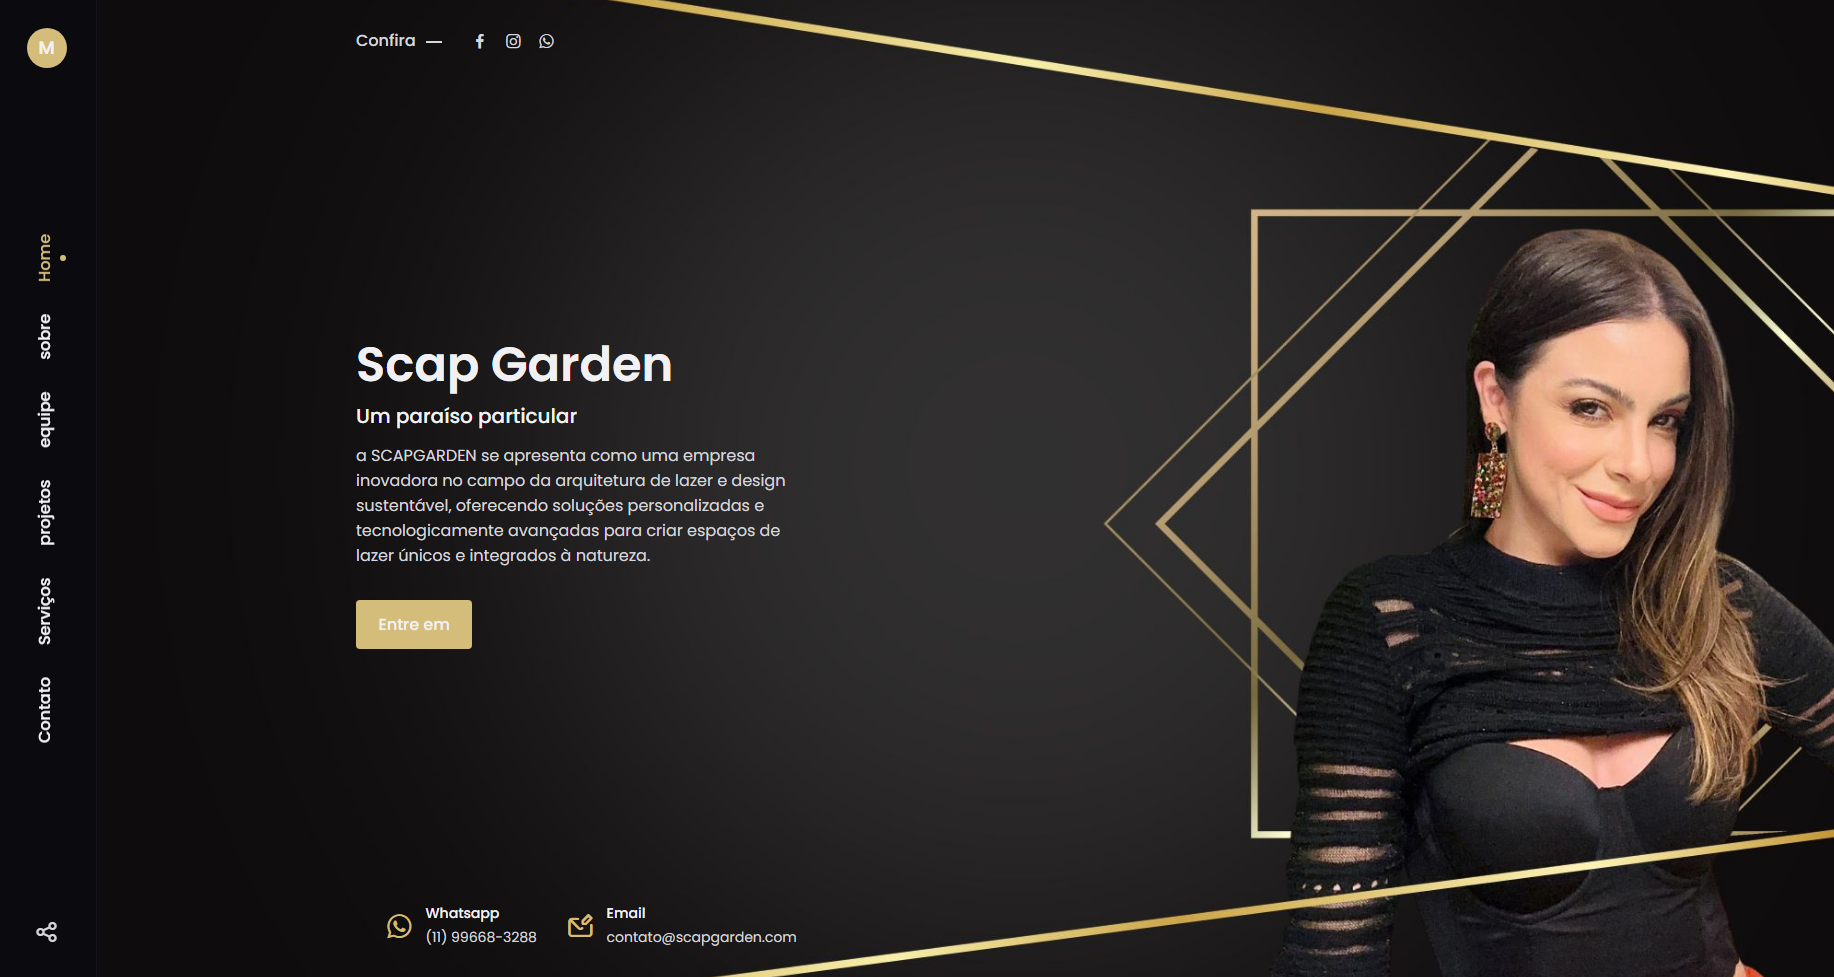 M
Confira
Home
sobre
equipe
projetos
Serviços
Contato
Scap Garden
Um paraíso particular
a SCAPGARDEN se apresenta como uma empresa
inovadora no campo da arquitetura de lazer e design
sustentável, oferecendo soluções personalizadas e
tecnologicamente avançadas para criar espaços de
lazer únicos e integrados à natureza.
Entre em
Whatsapp
(11) 99668-3288
Email
contato@scapgarden.com